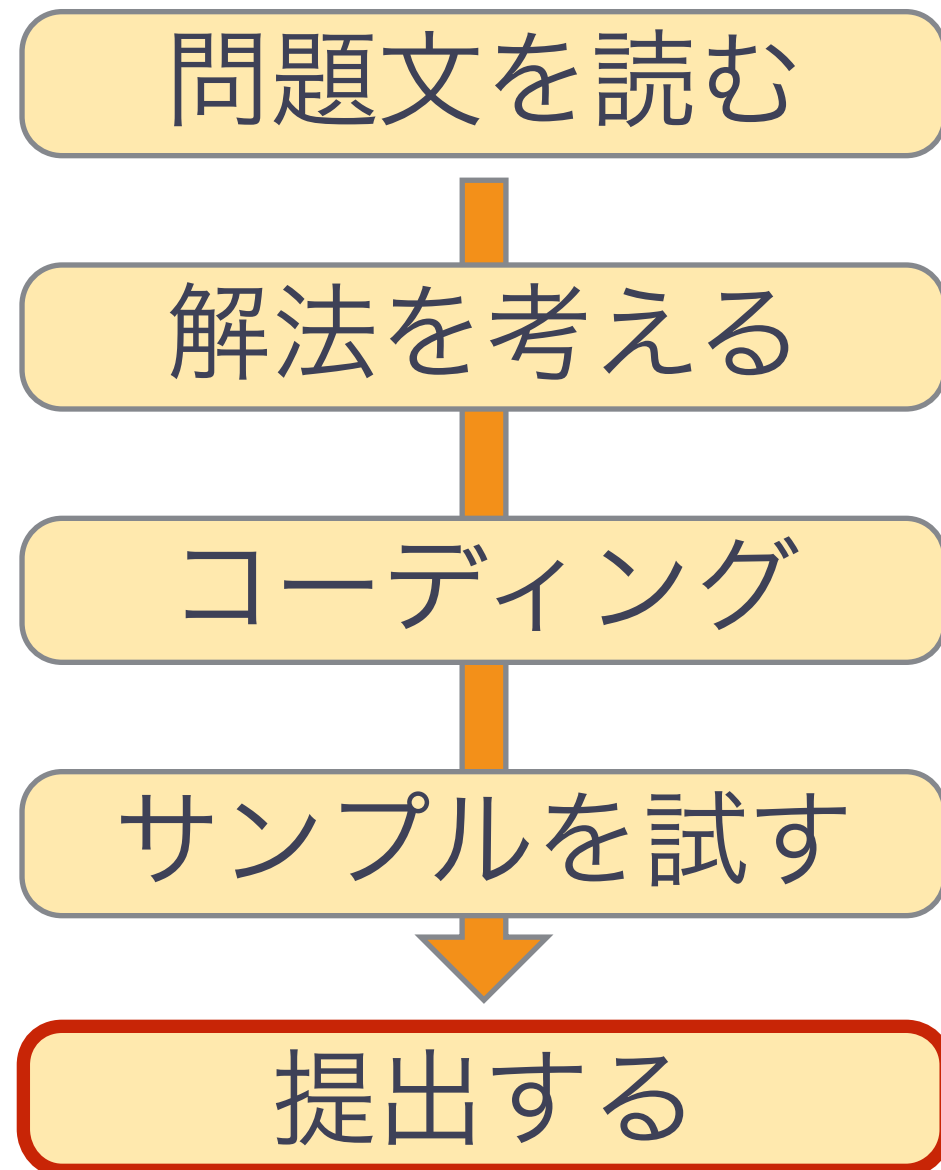 問題文を読む
解法を考える
コーディング
サンプルを試す
提出する